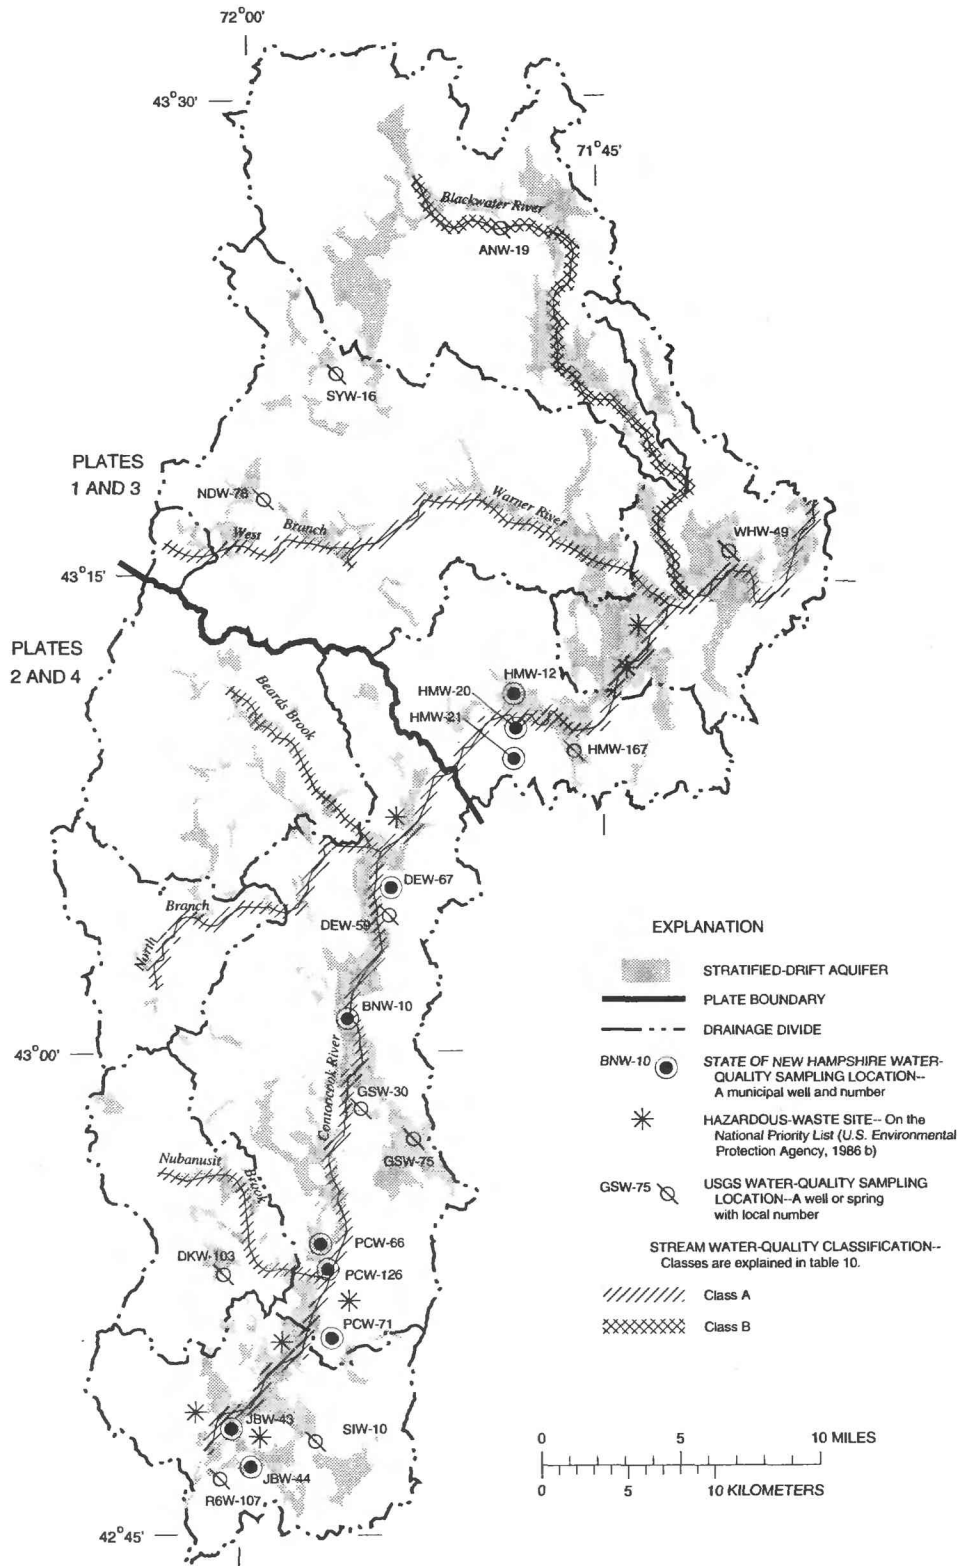 72°00'
43°30'
71°45'
Blackwater River
ANW-19
SYW-16
PLATES
1 AND 3
NDW-78
West
Branch
Warner River
WHW-49
43°15'
PLATES
2 AND 4
HMW-12
HMW-20
HMW-21
HMW-167
Beards Brook
DEW-67
North
Branch
DEW-59
BNW-10
43°00'
Contoocook River
GSW-30
GSW-75
Nubanusit
Brook
PCW-66
DKW-103
PCW-126
PCW-71
JBW-43
SIW-10
JBW-44
R6W-107
42°45'
EXPLANATION
STRATIFIED-DRIFT AQUIFER
PLATE BOUNDARY
DRAINAGE DIVIDE
BNW-10 STATE OF NEW HAMPSHIRE WATER-
QUALITY SAMPLING LOCATION--
A municipal well and number
HAZARDOUS-WASTE SITE-- On the
National Priority List (U.S. Environmental
Protection Agency, 1986 b)
GSW-75 USGS WATER-QUALITY SAMPLING
LOCATION--A well or spring
with local number
STREAM WATER-QUALITY CLASSIFICATION--
Classes are explained in table 10.
Class A
Class B
0 5 10 MILES
0 5 10 KILOMETERS